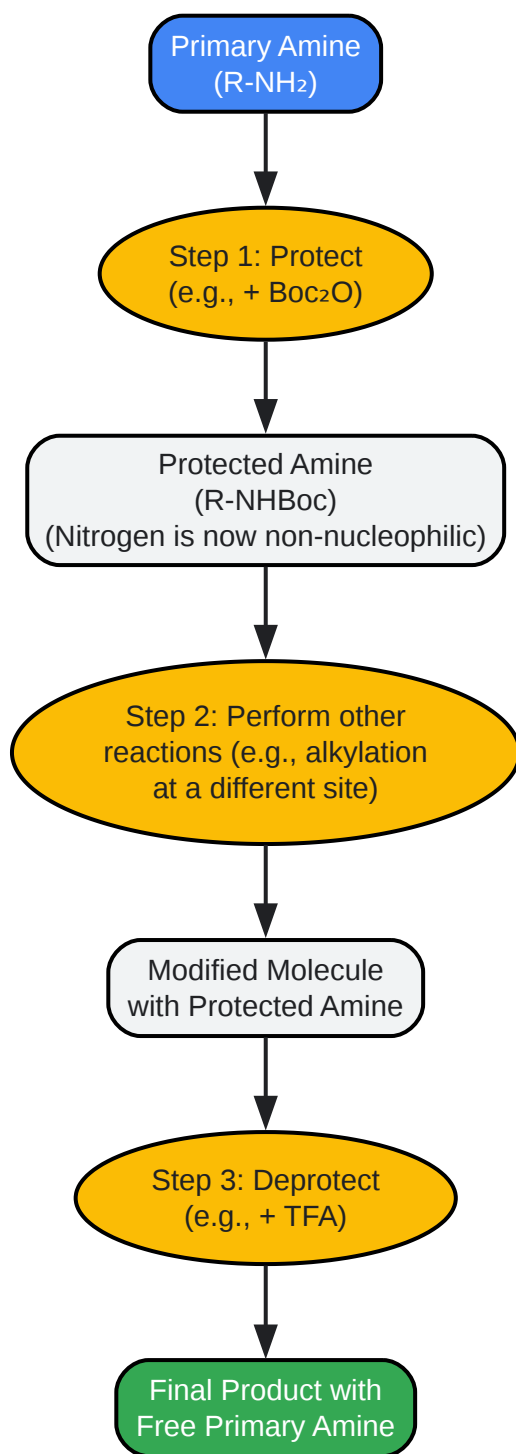 Primary Amine
(R-NH₂)
Step 1: Protect
(e.g., + Boc₂O)
Protected Amine
(R-NHBoc)
(Nitrogen is now non-nucleophilic)
Step 2: Perform other
reactions (e.g., alkylation
at a different site)
Modified Molecule
with Protected Amine
Step 3: Deprotect
(e.g., + TFA)
Final Product with
Free Primary Amine